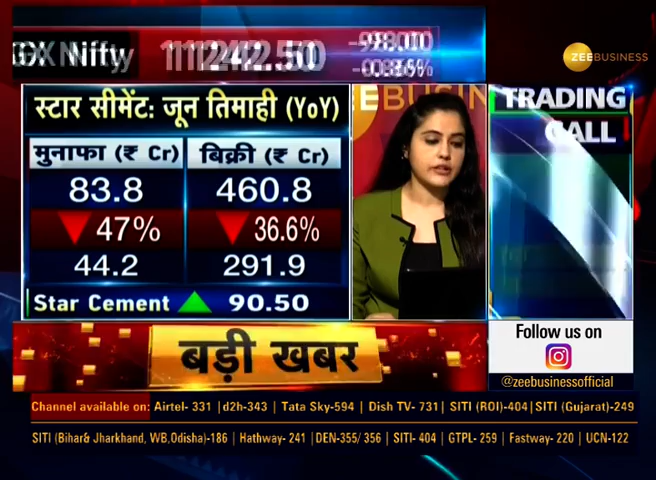 SGX Nifty
ZEEBUSINESS
स्टार सीमेंट: जून तिमाही (YoY)
मुनाफा (₹ Cr) बिक्री (₹ Cr)
83.8 460.8
47% 36.6%
44.2 291.9
Star Cement 90.50
TRADING
CALL
बड़ी खबर
Follow us on
@zeebusinessofficial
Channel available on: Airtel- 331 | d2h-343 | Tata Sky-594 | Dish TV- 731 | SITI (ROI)-404 | SITI (Gujarat)-249
SITI (Bihar& Jharkhand, WB,Odisha)-186 | Hathway- 241 | DEN-355/ 356 | SITI- 404 | GTPL- 259 | Fastway- 220 | UCN-122